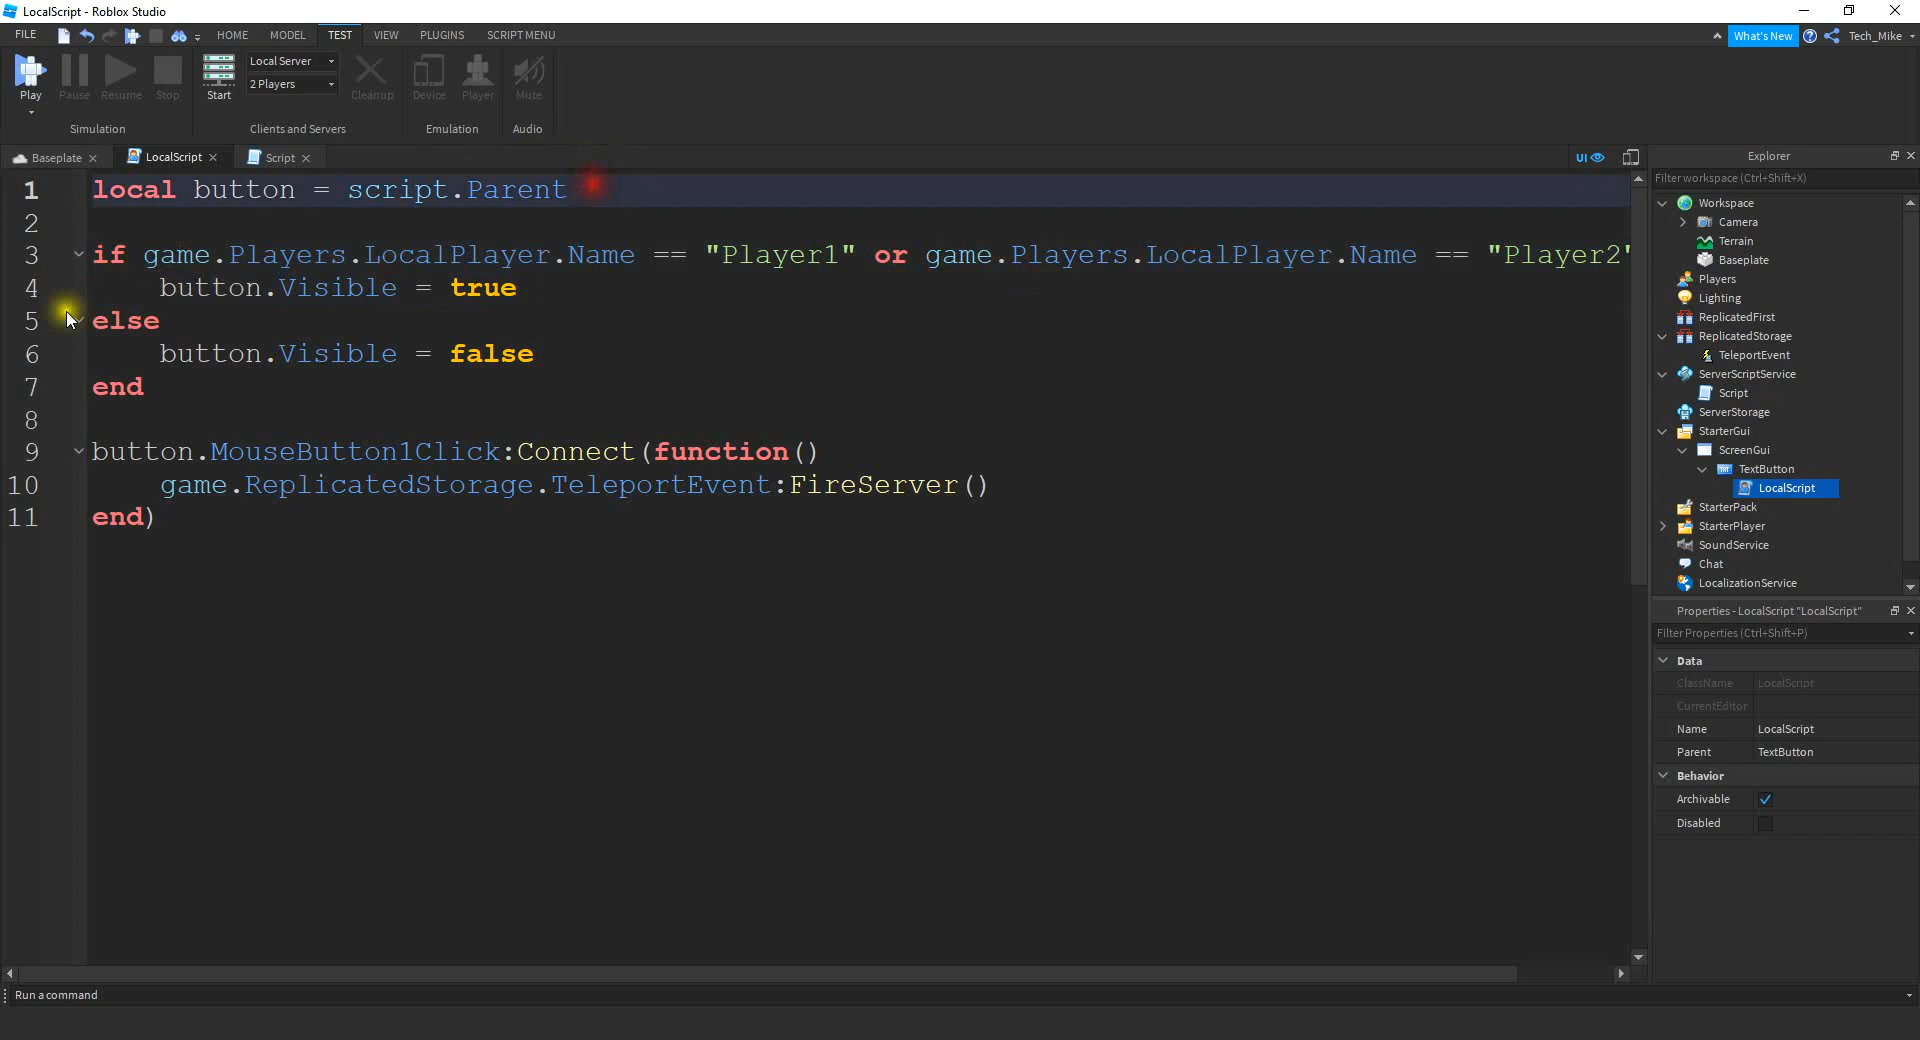 LocalScript - Roblox Studio
FILE HOME MODEL TEST VIEW PLUGINS SCRIPT MENU What's New Tech_Mike
Play Pause Resume Stop Start Local Server 2 Players Cleanup Device Player Mute
Simulation Clients and Servers Emulation Audio
Baseplate LocalScript Script UI
1 local button = script.Parent
2
3 if game.Players.LocalPlayer.Name == "Player1" or game.Players.LocalPlayer.Name == "Player2"
4 button.Visible = true
5 else
6 button.Visible = false
7 end
8
9 button.MouseButton1Click:Connect(function()
10 game.ReplicatedStorage.TeleportEvent:FireServer()
11 end)
Explorer
Filter workspace (Ctrl+Shift+X)
Workspace
Camera
Terrain
Baseplate
Players
Lighting
ReplicatedFirst
ReplicatedStorage
TeleportEvent
ServerScriptService
Script
ServerStorage
StarterGui
ScreenGui
TextButton
LocalScript
StarterPack
StarterPlayer
SoundService
Chat
LocalizationService
Properties - LocalScript "LocalScript"
Filter Properties (Ctrl+Shift+P)
Data
ClassName LocalScript
CurrentEditor
Name LocalScript
Parent TextButton
Behavior
Archivable
Disabled
Run a command